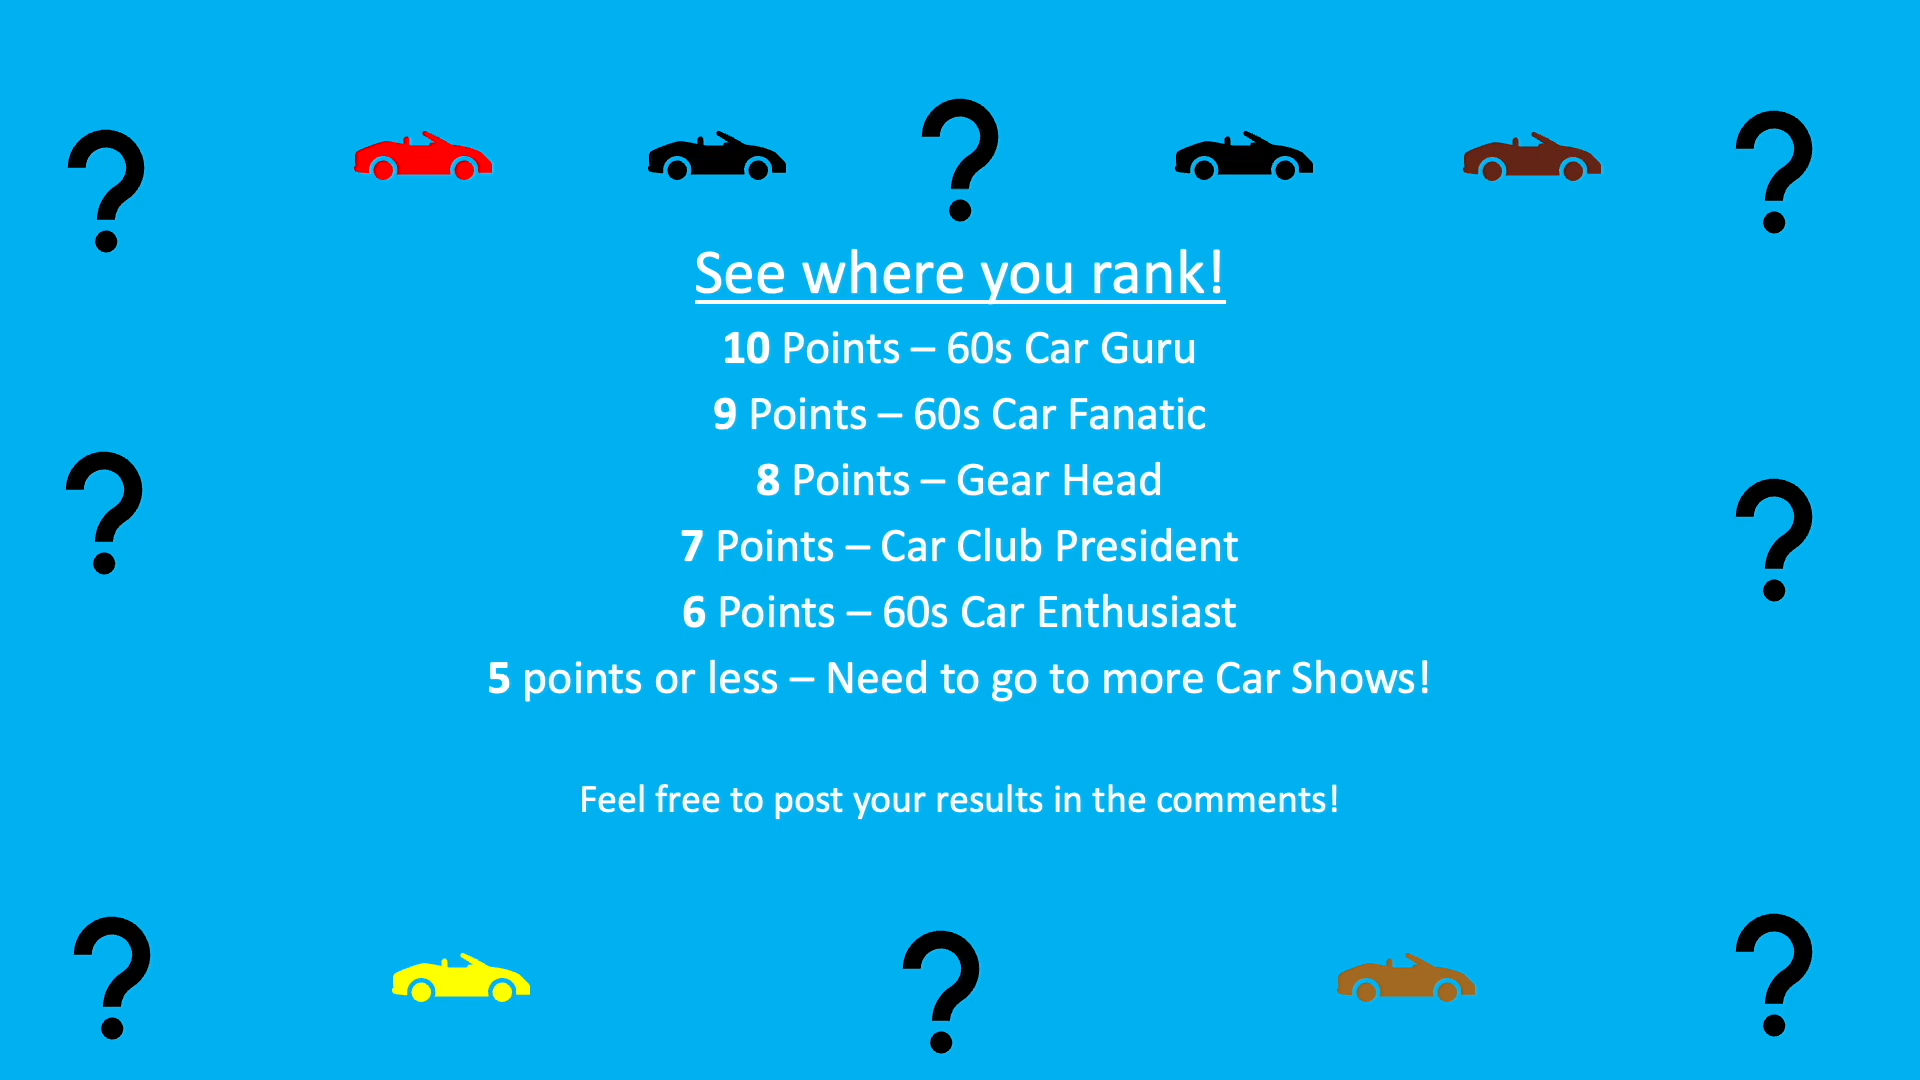 See where you rank!
10 Points – 60s Car Guru
9 Points – 60s Car Fanatic
8 Points – Gear Head
7 Points – Car Club President
6 Points – 60s Car Enthusiast
5 points or less – Need to go to more Car Shows!
Feel free to post your results in the comments!